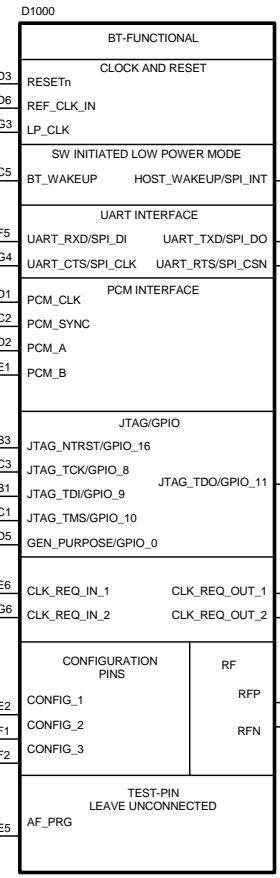 D1000
BT-FUNCTIONAL
CLOCK AND RESET
D3 RESETn
D6 REF_CLK_IN
G3 LP_CLK
SW INITIATED LOW POWER MODE
C5 BT_WAKEUP HOST_WAKEUP/SPI_INT
UART INTERFACE
F5 UART_RXD/SPI_DI UART_TXD/SPI_DO
G4 UART_CTS/SPI_CLK UART_RTS/SPI_CSN
PCM INTERFACE
D1 PCM_CLK
C2 PCM_SYNC
D2 PCM_A
E1 PCM_B
JTAG/GPIO
B3 JTAG_NTRST/GPIO_16
C3 JTAG_TCK/GPIO_8
JTAG_TDO/GPIO_11
B1 JTAG_TDI/GPIO_9
C1 JTAG_TMS/GPIO_10
D5 GEN_PURPOSE/GPIO_0
E6 CLK_REQ_IN_1 CLK_REQ_OUT_1
G6 CLK_REQ_IN_2 CLK_REQ_OUT_2
CONFIGURATION
PINS
RF
E2 CONFIG_1 RFP
F1 CONFIG_2 RFN
F2 CONFIG_3
TEST-PIN
LEAVE UNCONNECTED
E5 AF_PRG